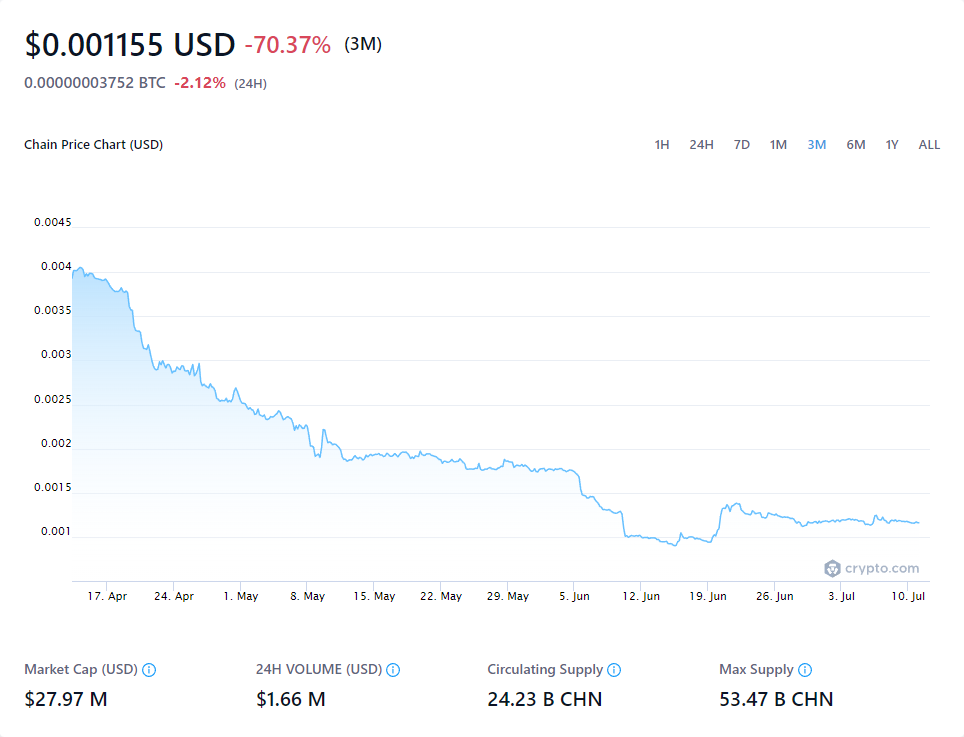 $0.001155 USD -70.37% (3M)
0.00000003752 BTC -2.12% (24H)
Chain Price Chart (USD) 1H 24H 7D 1M 3M 6M 1Y ALL
0.0045
0.004
0.0035
0.003
0.0025
0.002
0.0015
0.001
crypto.com
17. Apr 24. Apr 1. May 8. May 15. May 22. May 29. May 5. Jun 12. Jun 19. Jun 26. Jun 3. Jul 10. Jul
Market Cap (USD) 24H VOLUME (USD) Circulating Supply Max Supply
$27.97 M $1.66 M 24.23 B CHN 53.47 B CHN